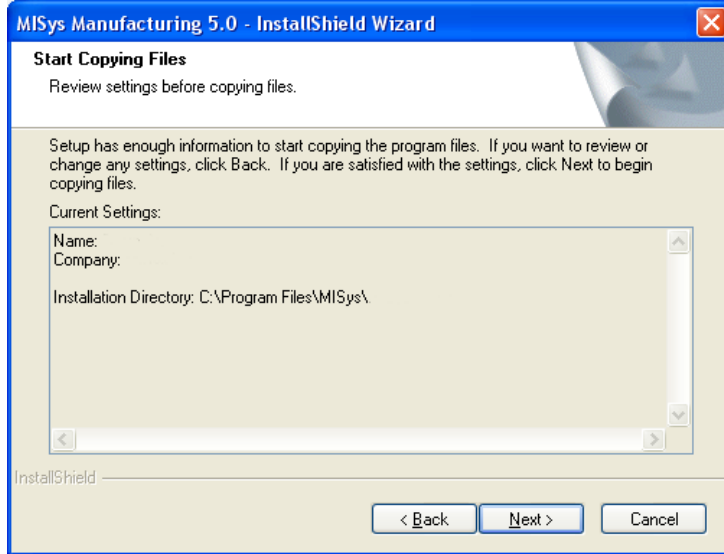 MISys Manufacturing 5.0 - InstallShield Wizard
Start Copying Files
Review settings before copying files.
Setup has enough information to start copying the program files.  If you want to review or
change any settings, click Back.  If you are satisfied with the settings, click Next to begin
copying files.
Current Settings:
Name:
Company:
Installation Directory: C:\Program Files\MISys\
InstallShield
< Back
Next >
Cancel